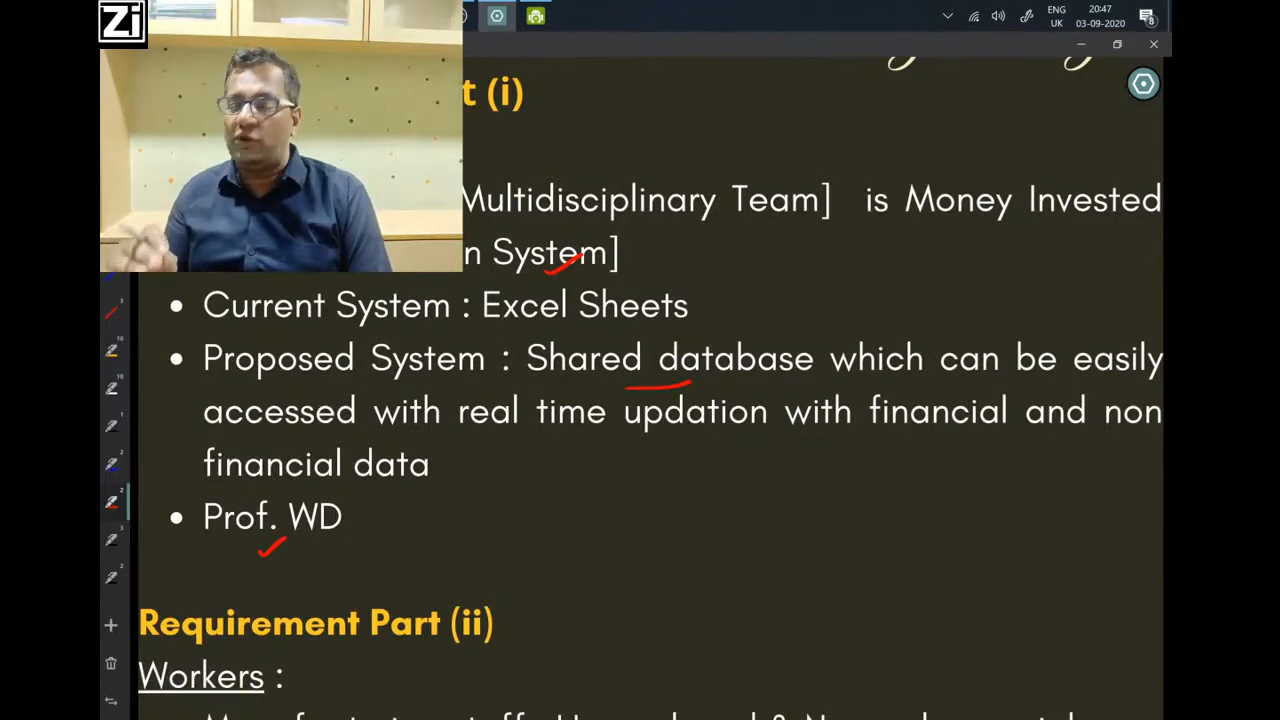 Zi
ENG
20:47
UK
03-09-2020
8
t (i)
Multidisciplinary Team] is Money Invested
n System]
• Current System : Excel Sheets
• Proposed System : Shared database which can be easily
accessed with real time updation with financial and non
financial data
• Prof. WD
Requirement Part (ii)
Workers :